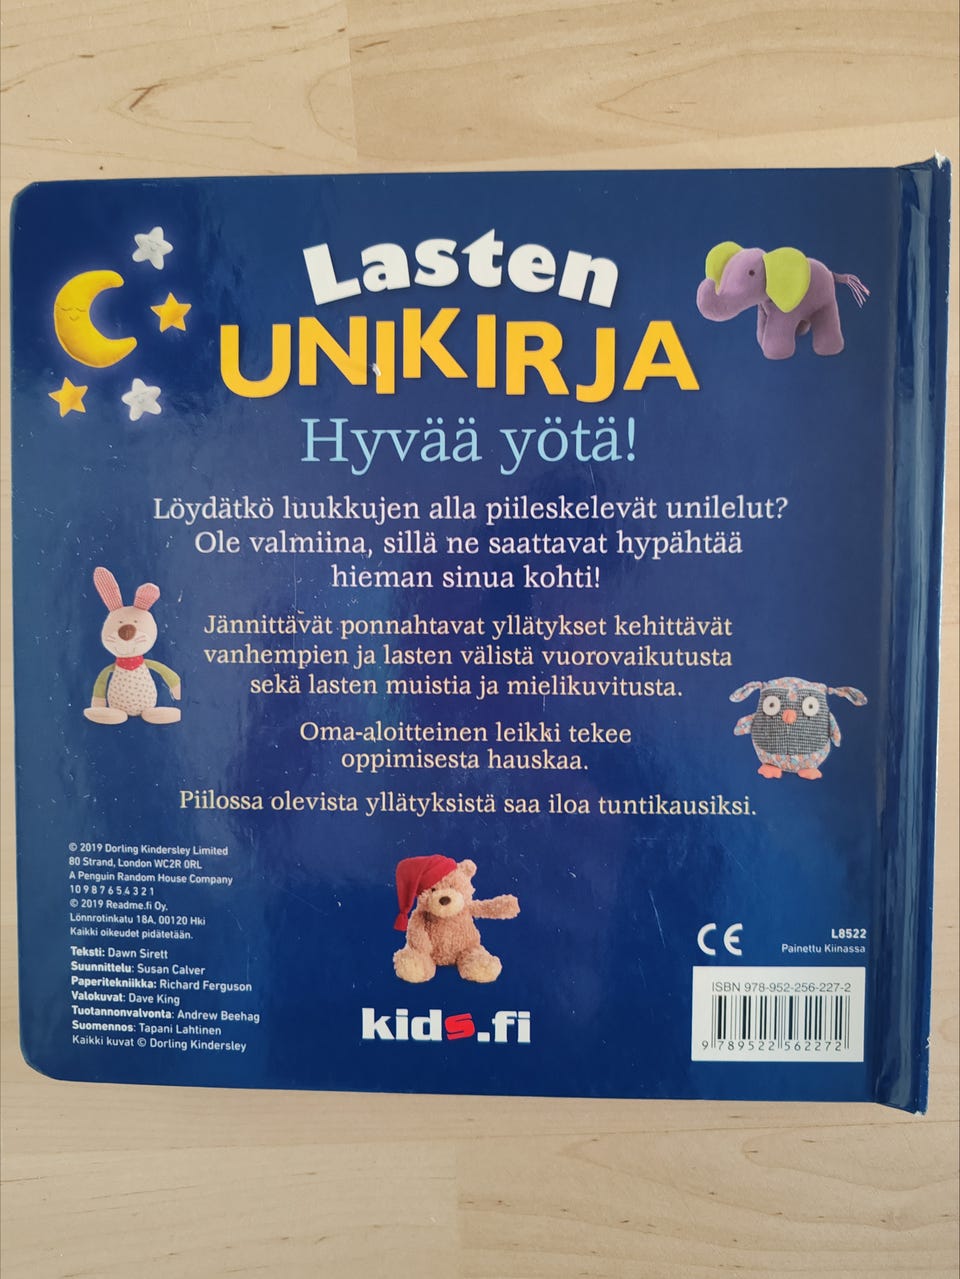 Lasten
UNIKIRJA
Hyvää yötä!
Löydätkö luukkujen alla piileskelevät unilelut?
Ole valmiina, sillä ne saattavat hypähtää
hieman sinua kohti!
Jännittävät ponnahtavat yllätykset kehittävät
vanhempien ja lasten välistä vuorovaikutusta
sekä lasten muistia ja mielikuvitusta.
Oma-aloitteinen leikki tekee
oppimisesta hauskaa.
Piilossa olevista yllätyksistä saa iloa tuntikausiksi.
© 2019 Dorling Kindersley Limited
80 Strand, London WC2R 0RL
A Penguin Random House Company
10 9 8 7 6 5 4 3 2 1
© 2019 Readme.fi Oy.
Lönnrotinkatu 18A, 00120 Hki
Kaikki oikeudet pidätetään.
Teksti: Dawn Sirett
Suunnittelu: Susan Calver
Paperitekniikka: Richard Ferguson
Valokuvat: Dave King
Tuotannonvalvonta: Andrew Beehag
Suomennos: Tapani Lahtinen
Kaikki kuvat © Dorling Kindersley
kids.fi
CE
L8522
Painettu Kiinassa
ISBN 978-952-256-227-2
9 789522 562272